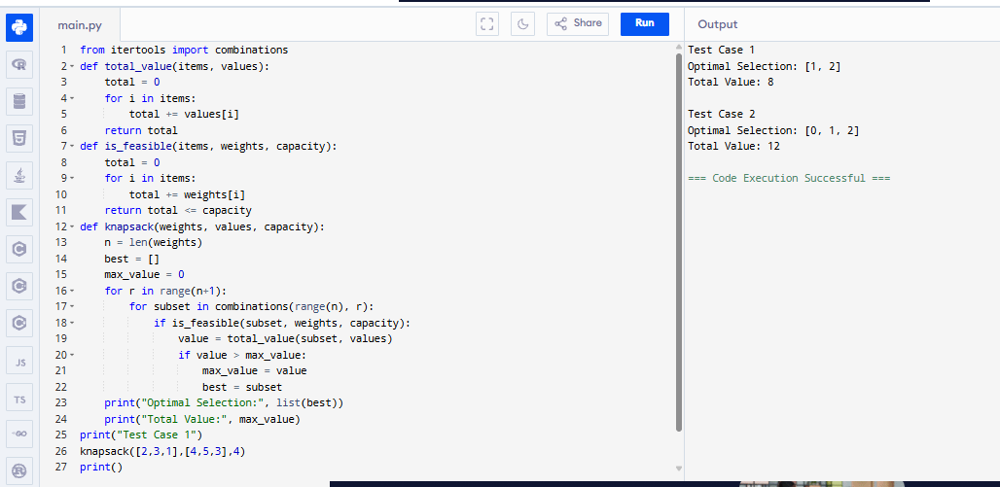 main.py
Share
Run
Output
1 from itertools import combinations
2 def total_value(items, values):
3     total = 0
4     for i in items:
5         total += values[i]
6     return total
7 def is_feasible(items, weights, capacity):
8     total = 0
9     for i in items:
10         total += weights[i]
11     return total <= capacity
12 def knapsack(weights, values, capacity):
13     n = len(weights)
14     best = []
15     max_value = 0
16     for r in range(n+1):
17         for subset in combinations(range(n), r):
18             if is_feasible(subset, weights, capacity):
19                 value = total_value(subset, values)
20                 if value > max_value:
21                     max_value = value
22                     best = subset
23     print("Optimal Selection:", list(best))
24     print("Total Value:", max_value)
25 print("Test Case 1")
26 knapsack([2,3,1],[4,5,3],4)
27 print()
Test Case 1
Optimal Selection: [1, 2]
Total Value: 8
Test Case 2
Optimal Selection: [0, 1, 2]
Total Value: 12
=== Code Execution Successful ===
JS
TS
GO